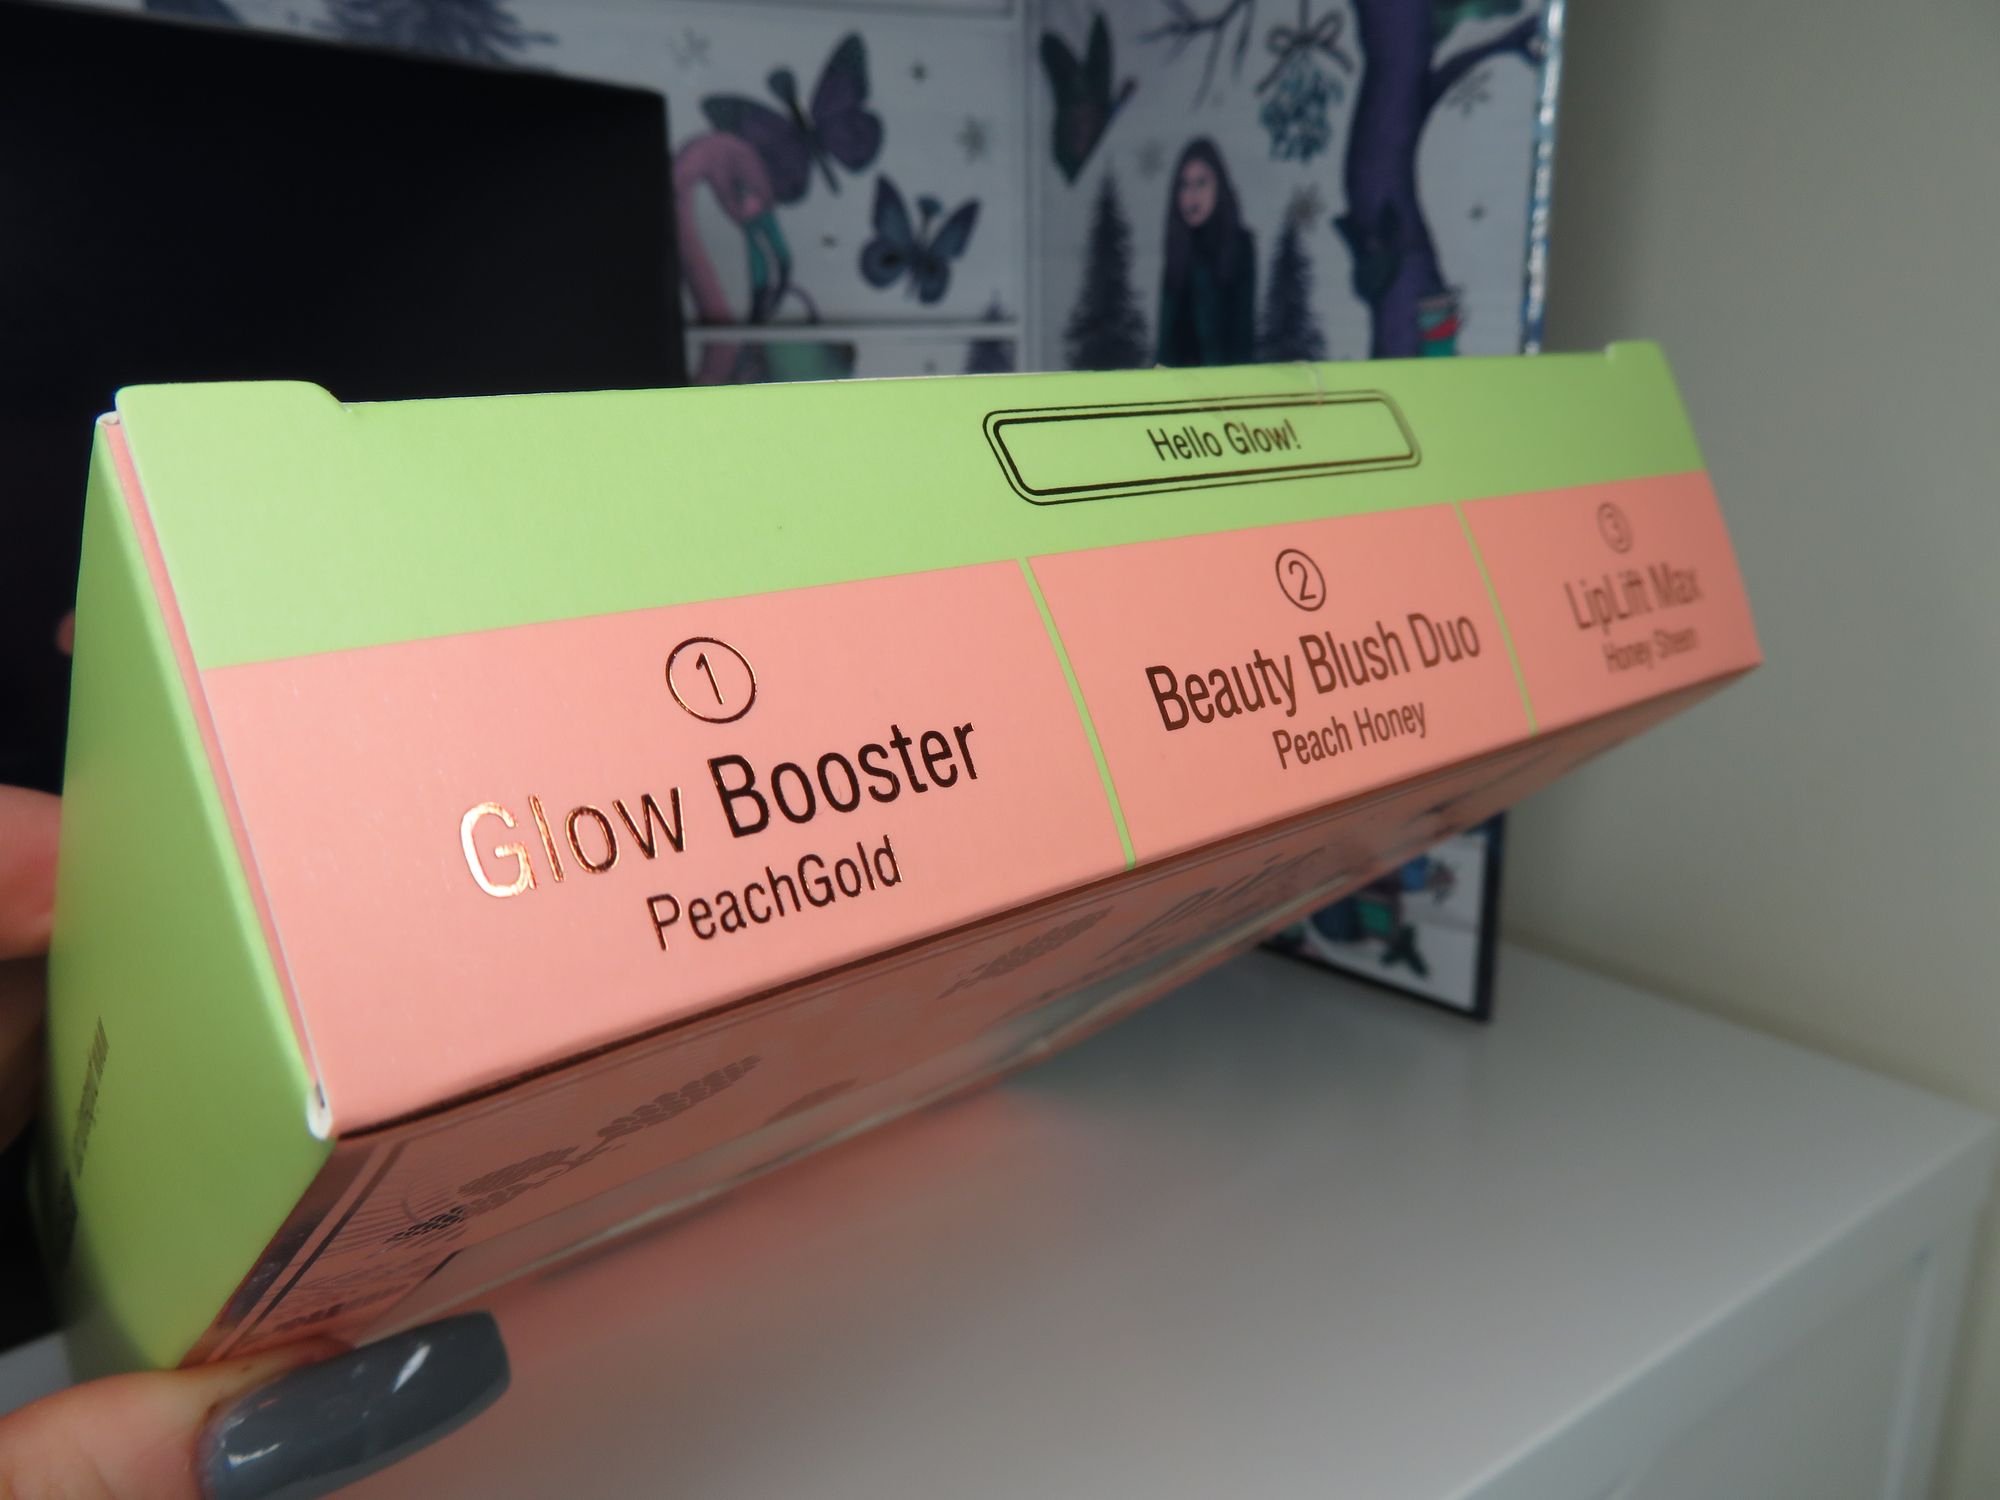 Hello Glow!
1
Glow Booster
PeachGold
2
Beauty Blush Duo
Peach Honey
3
LipLift Max
Honey Sheen